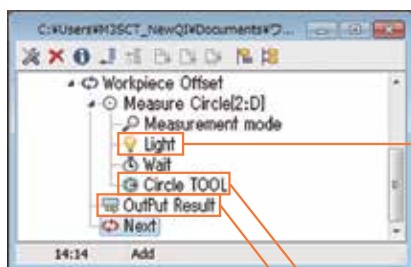 C:¥Users¥M3SCT_NewQI¥Documents¥ワ...
Workpiece Offset
Measure Circle[2:D]
Measurement mode
Light
Wait
Circle TOOL
OutPut Result
Next
14:14 Add